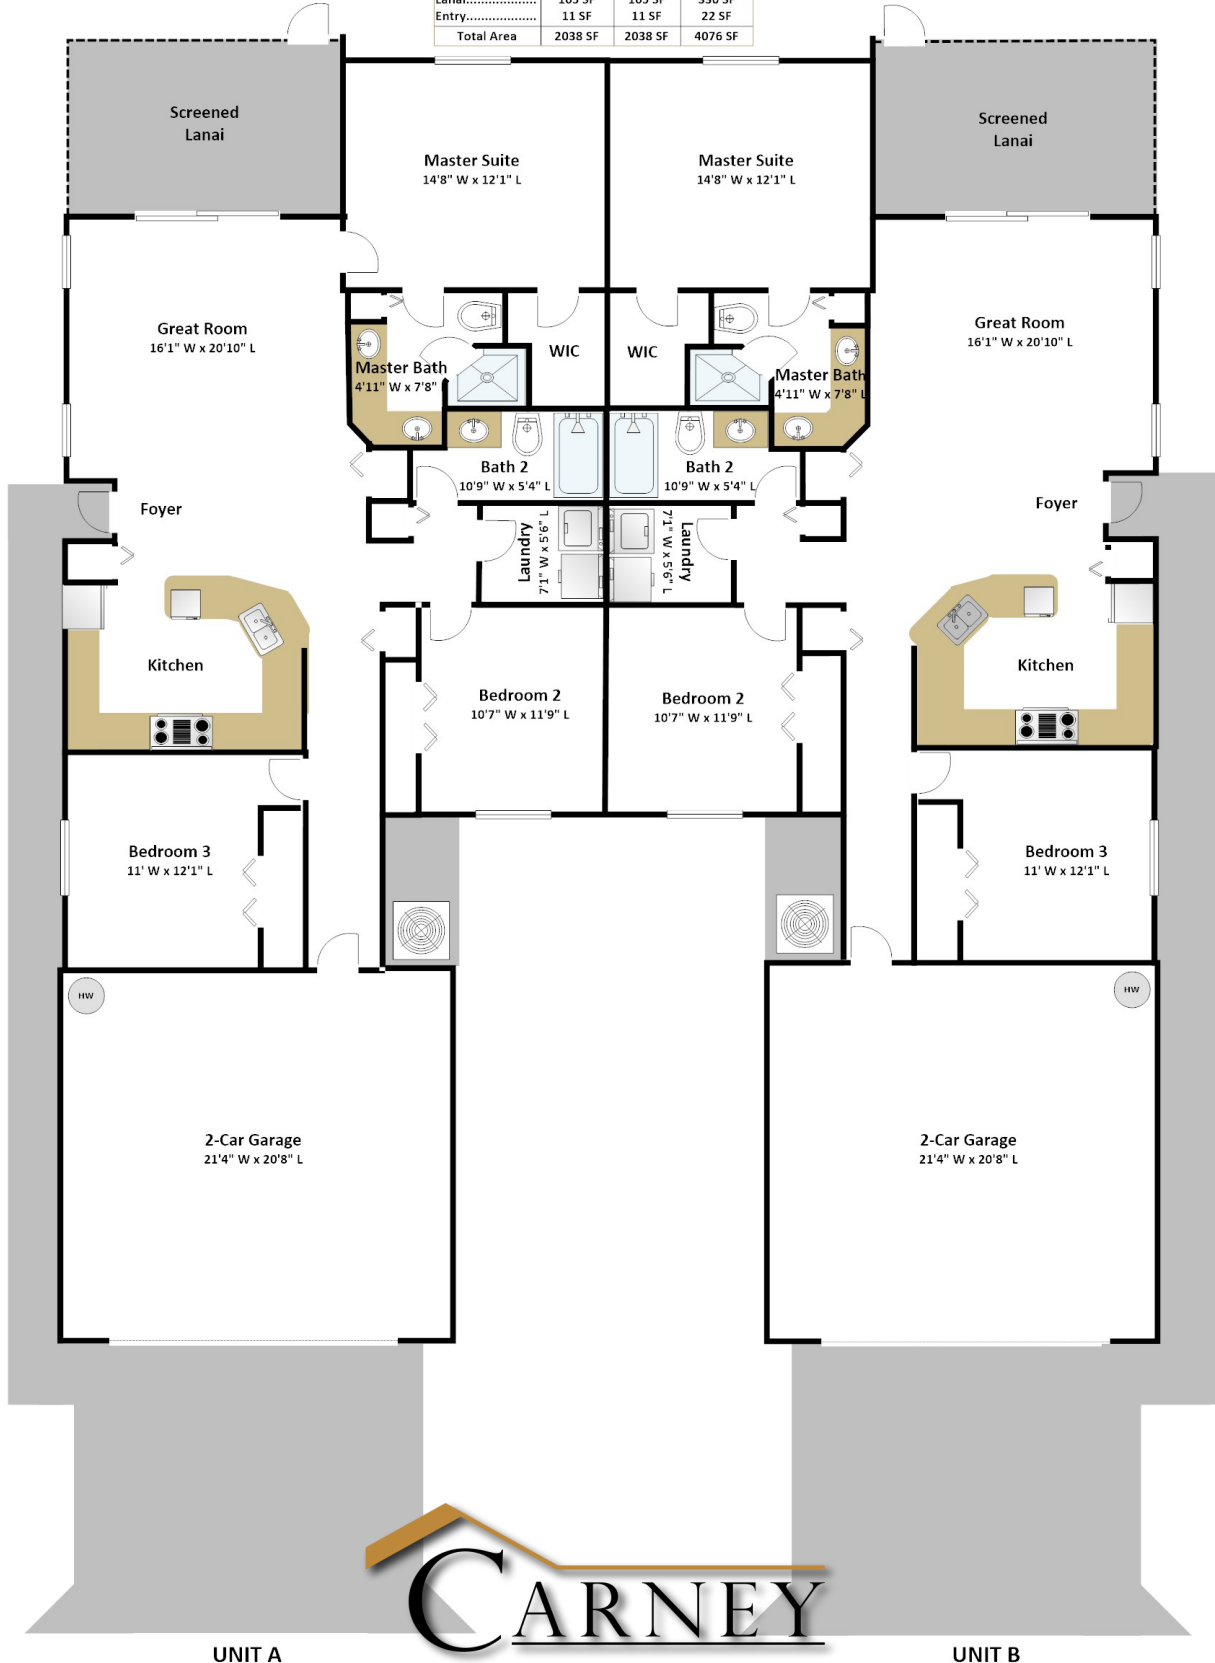 Entry................... 11 SF 11 SF 22 SF
Total Area 2038 SF 2038 SF 4076 SF
Screened
Lanai
Screened
Lanai
Master Suite
14'8" W x 12'1" L
Master Suite
14'8" W x 12'1" L
Great Room
16'1" W x 20'10" L
Great Room
16'1" W x 20'10" L
WIC
WIC
Master Bath
4'11" W x 7'8"
Master Bath
4'11" W x 7'8" L
Bath 2
10'9" W x 5'4" L
Bath 2
10'9" W x 5'4" L
Foyer
Foyer
Laundry
7'1" W x 5'6" L
Laundry
7'1" W x 5'6" L
Kitchen
Kitchen
Bedroom 2
10'7" W x 11'9" L
Bedroom 2
10'7" W x 11'9" L
Bedroom 3
11' W x 12'1" L
Bedroom 3
11' W x 12'1" L
HW
HW
2-Car Garage
21'4" W x 20'8" L
2-Car Garage
21'4" W x 20'8" L
CARNEY
UNIT A
UNIT B